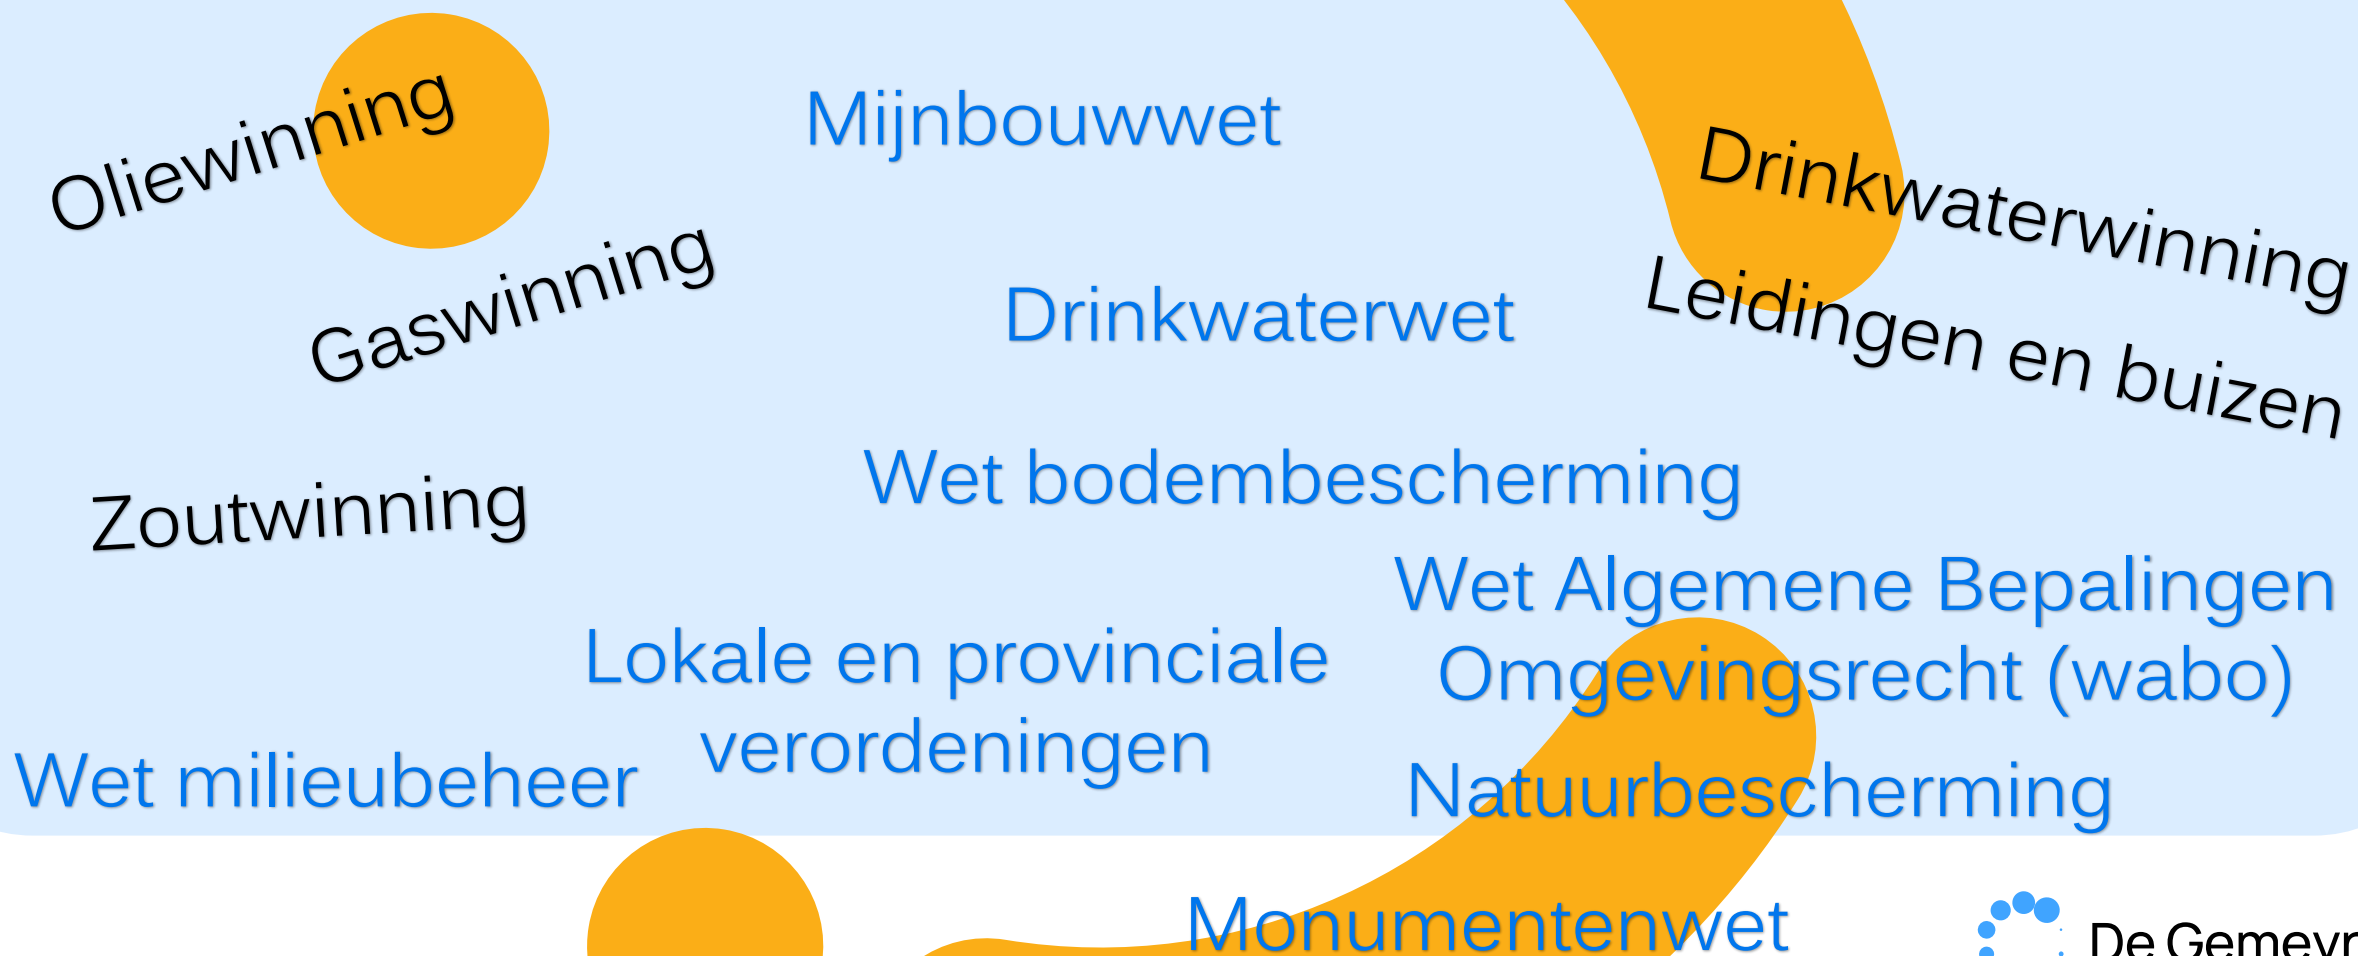 Oliewinning
Mijnbouwwet
Drinkwaterwinning
Gaswinning
Drinkwaterwet
Leidingen en buizen
Zoutwinning
Wet bodembescherming
Wet Algemene Bepalingen
Omgevingsrecht (wabo)
Lokale en provinciale
verordeningen
Wet milieubeheer
Natuurbescherming
Monumentenwet
De